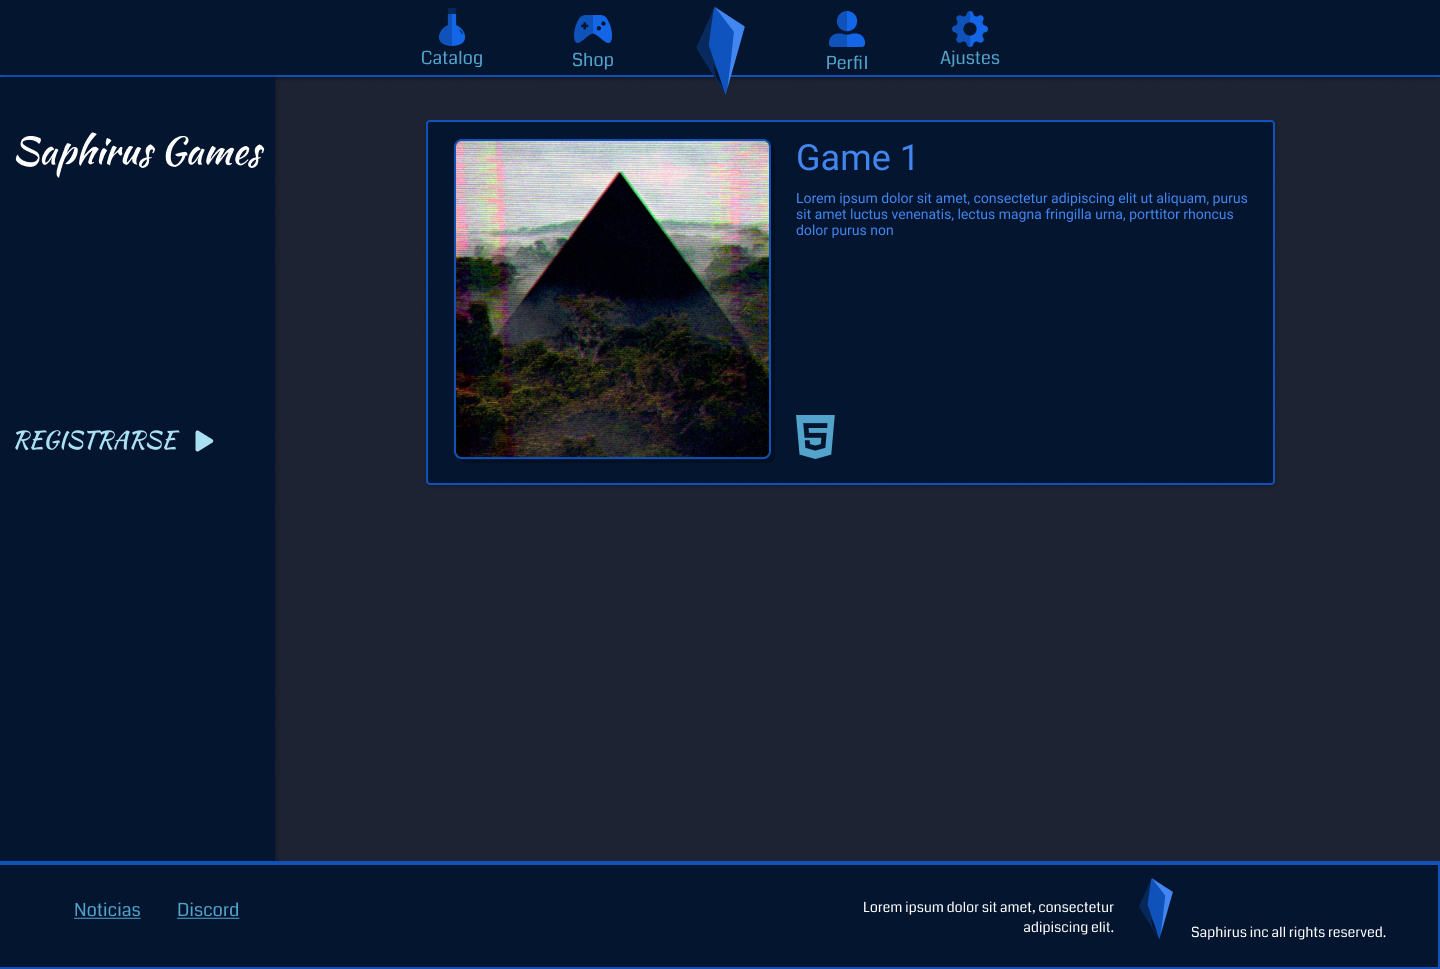 Catalog
Shop
Perfil
Ajustes
Saphirus Games
Game 1
Lorem ipsum dolor sit amet, consectetur adipiscing elit ut aliquam, purus
sit amet luctus venenatis, lectus magna fringilla urna, porttitor rhoncus
dolor purus non
REGISTRARSE
5
Noticias
Discord
Lorem ipsum dolor sit amet, consectetur
adipiscing elit.
Saphirus inc all rights reserved.